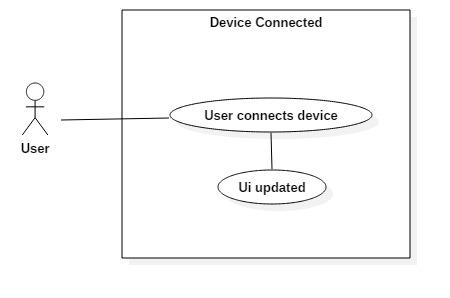 Device Connected
User connects device
User
Ui updated